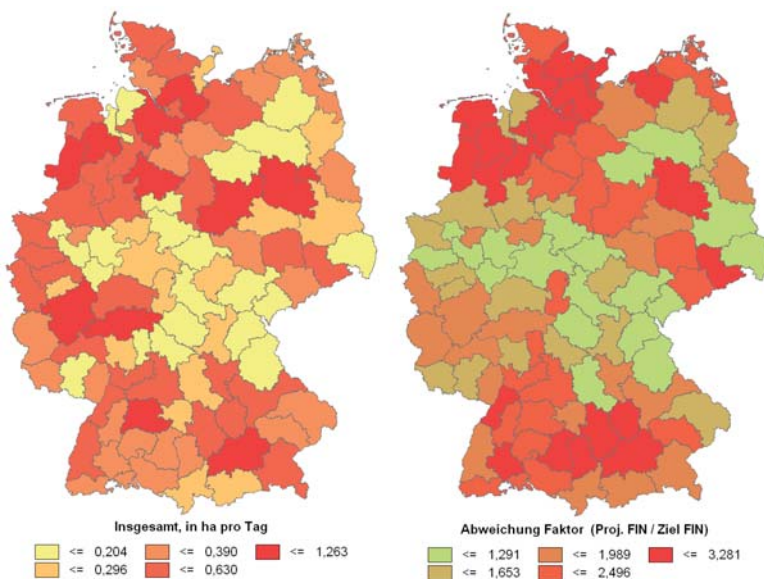 Insgesamt, in ha pro Tag
<= 0,204 <= 0,390 <= 1,263
<= 0,296 <= 0,630
Abweichung Faktor (Proj. FIN / Ziel FIN)
<= 1,291 <= 1,989 <= 3,281
<= 1,653 <= 2,496